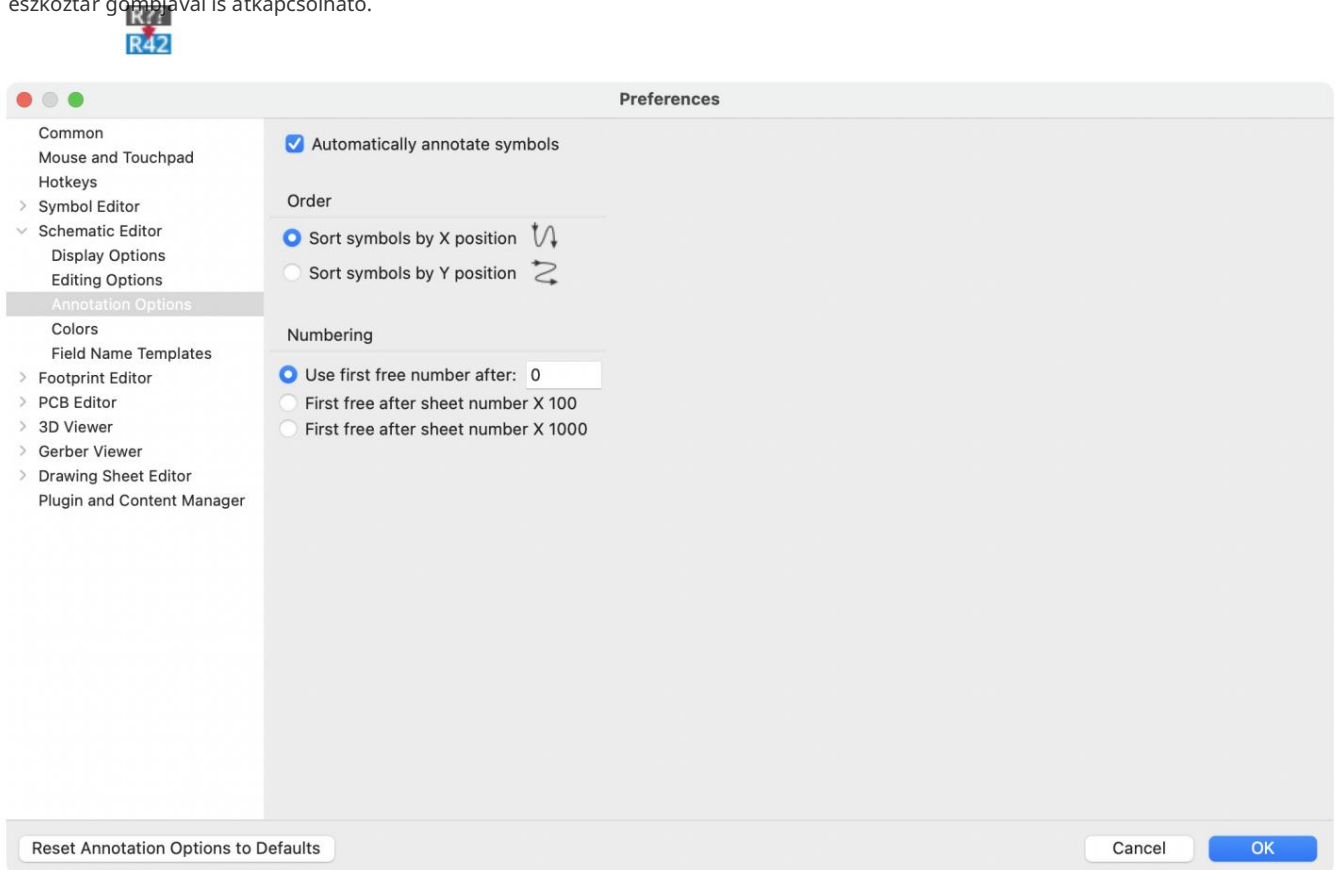 eszköztár gombjával is átkapcsolható.
R??
R42
Preferences
Common
Mouse and Touchpad
Hotkeys
Symbol Editor
Schematic Editor
Display Options
Editing Options
Annotation Options
Colors
Field Name Templates
Footprint Editor
PCB Editor
3D Viewer
Gerber Viewer
Drawing Sheet Editor
Plugin and Content Manager
Automatically annotate symbols
Order
Sort symbols by X position
Sort symbols by Y position
Numbering
Use first free number after: 0
First free after sheet number X 100
First free after sheet number X 1000
Reset Annotation Options to Defaults
Cancel
OK